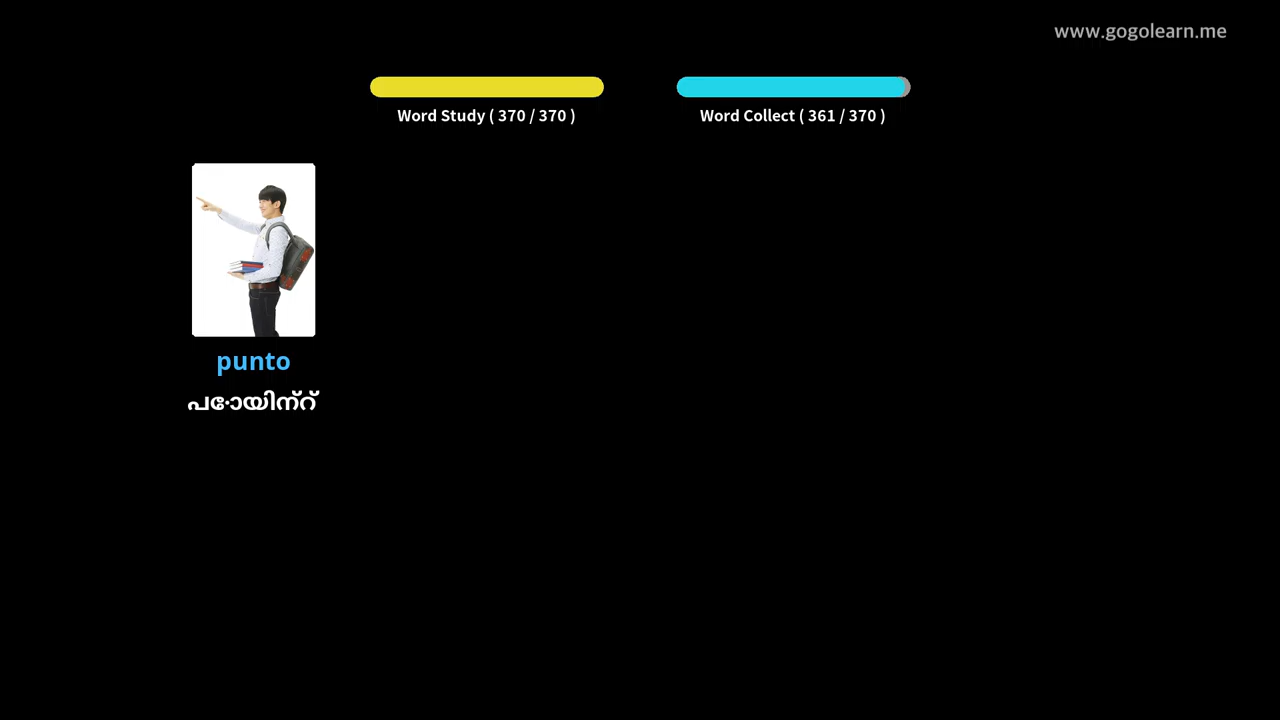 www.gogolearn.me
Word Study ( 370 / 370 )
Word Collect ( 361 / 370 )
punto
പോയിന്റ്